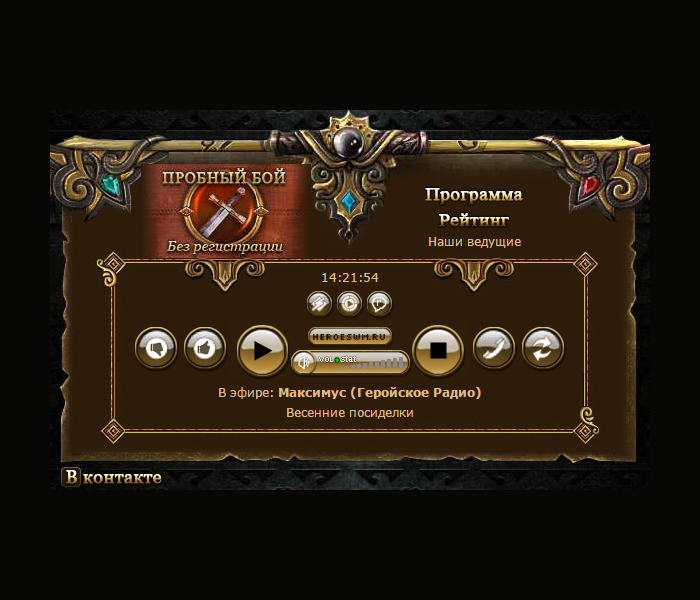 ПРОБНЫЙ БОЙ
Без регистрации
Программа
Рейтинг
Наши ведущие
14:21:54
HEROESWM.RU
В эфире: Максимус (Геройское Радио)
Весенние посиделки
В контакте